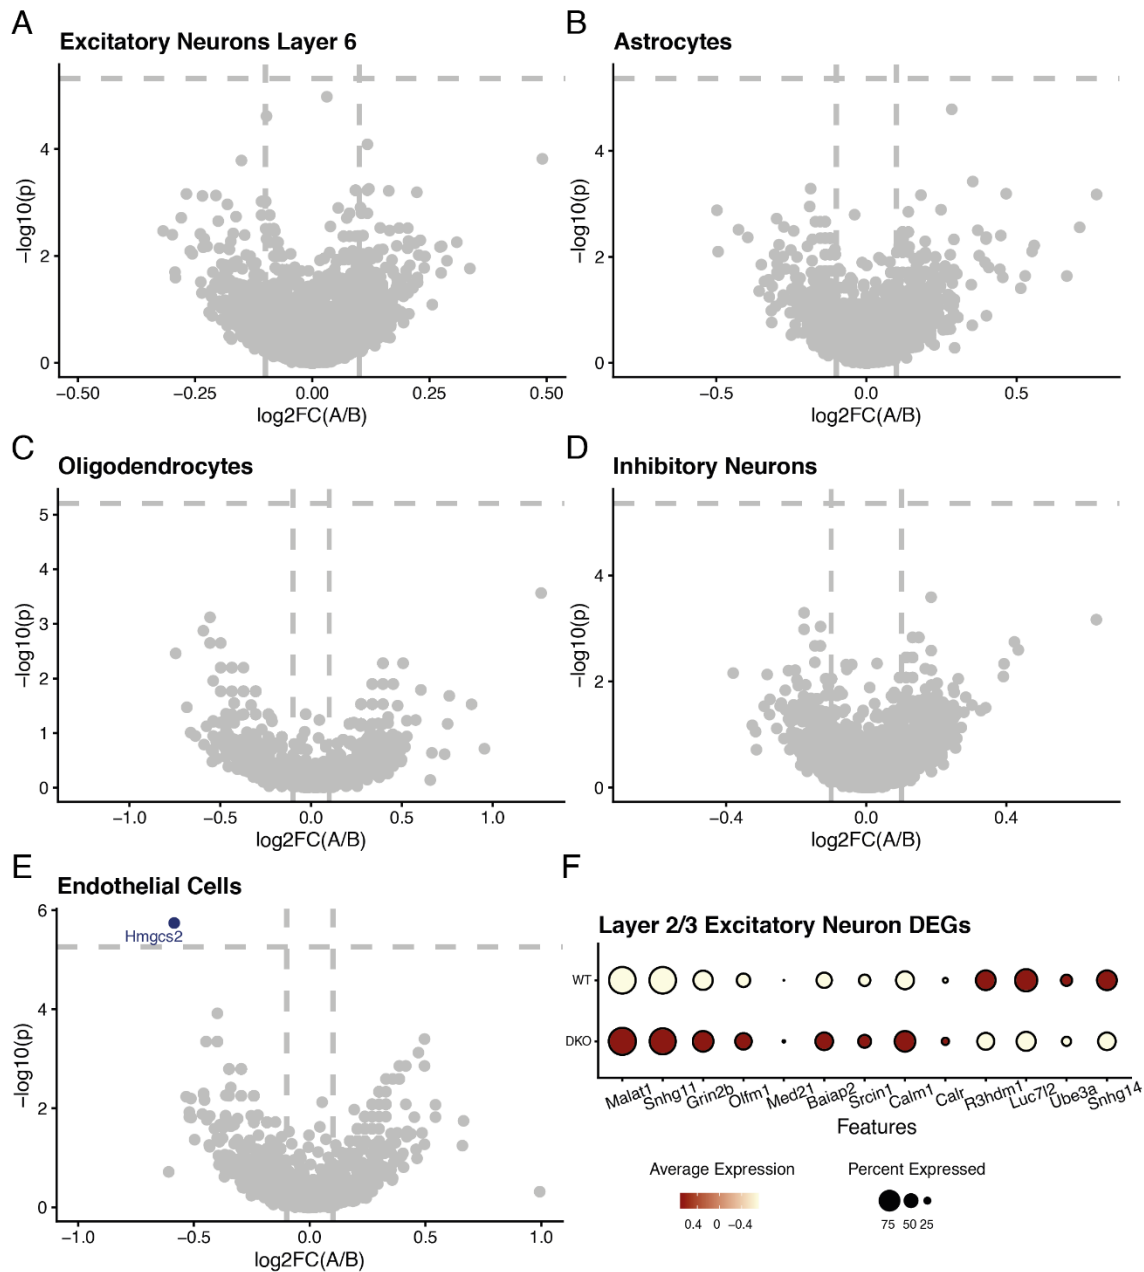 A
Excitatory Neurons Layer 6
−log10(p)
4
2
0
−0.50 −0.25 0.00 0.25 0.50
log2FC(A/B)
B
Astrocytes
−log10(p)
4
2
0
−0.5 0.0 0.5
log2FC(A/B)
C
Oligodendrocytes
−log10(p)
5
4
3
2
1
0
−1.0 −0.5 0.0 0.5 1.0
log2FC(A/B)
D
Inhibitory Neurons
−log10(p)
4
2
0
−0.4 0.0 0.4
log2FC(A/B)
E
Endothelial Cells
Hmgcs2
−log10(p)
6
4
2
0
−1.0 −0.5 0.0 0.5 1.0
log2FC(A/B)
F
Layer 2/3 Excitatory Neuron DEGs
WT
DKO
Malat1 Snhg11 Grin2b Olfm1 Med21 Baiap2 Srcin1 Calm1 Calr R3hdm1 Luc7l2 Ube3a Snhg14
Features
Average Expression
0.4 0 −0.4
Percent Expressed
75 50 25